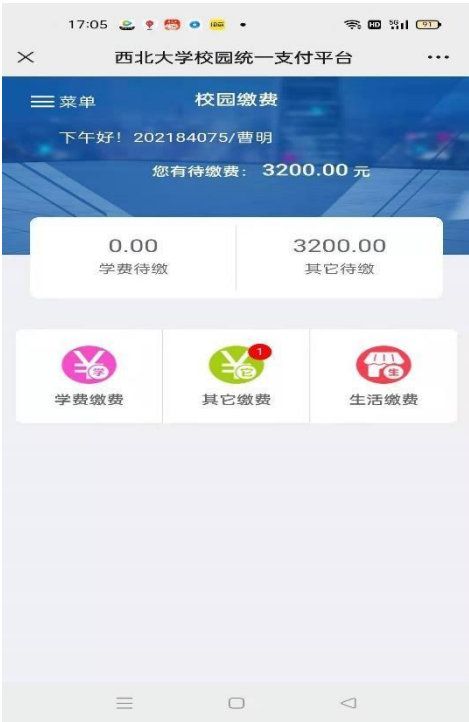 17:05
HD 5G 91
西北大学校园统一支付平台
菜单 校园缴费
下午好！202184075/曹明
您有待缴费： 3200.00 元
0.00 3200.00
学费待缴 其它待缴
学 1 它 生
学费缴费 其它缴费 生活缴费